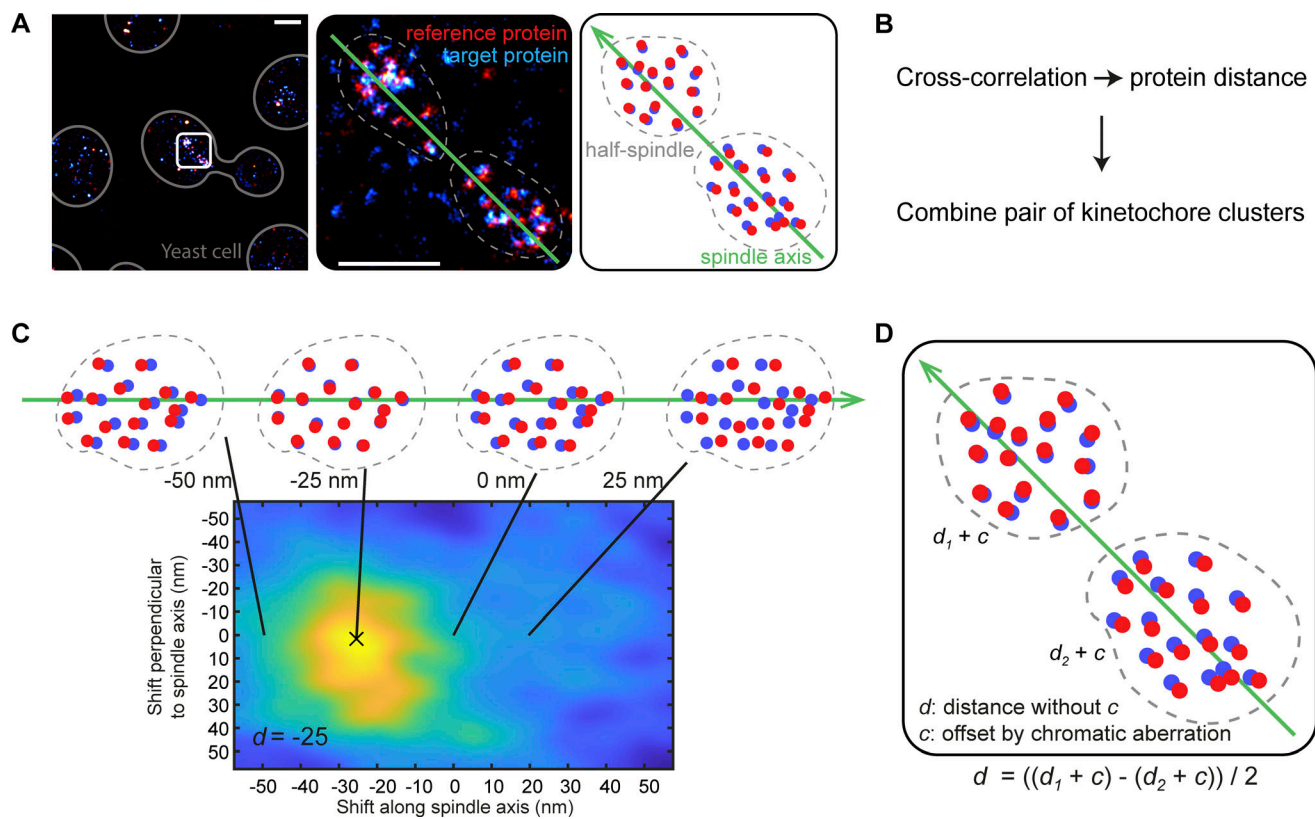 A
reference protein
target protein
Yeast cell
half-spindle
spindle axis
B
Cross-correlation → protein distance
↓
Combine pair of kinetochore clusters
C
-50 nm
-25 nm
0 nm
25 nm
Shift perpendicular
to spindle axis (nm)
-50
-40
-30
-20
-10
0
10
20
30
40
50
d = -25
-50 -40 -30 -20 -10 0 10 20 30 40 50
Shift along spindle axis (nm)
D
d1 + c
d2 + c
d: distance without c
c: offset by chromatic aberration
d = ((d1 + c) - (d2 + c)) / 2